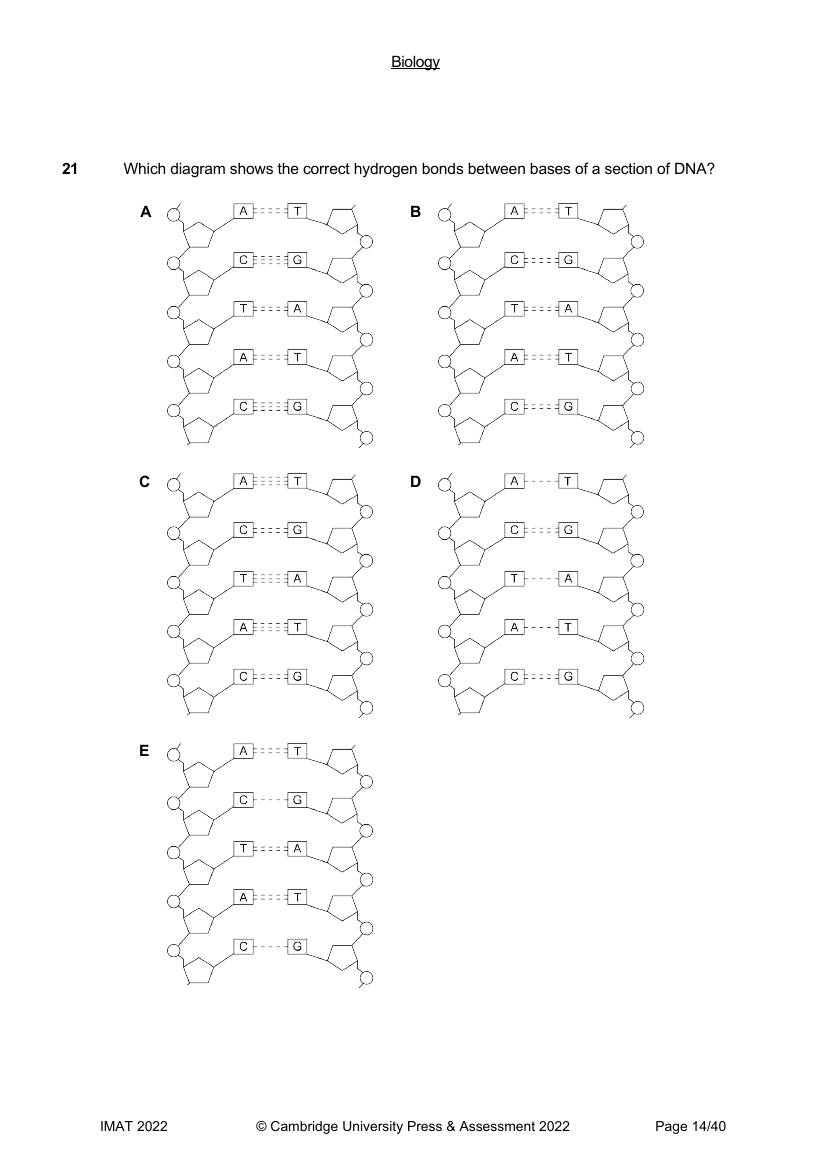 Biology
21 Which diagram shows the correct hydrogen bonds between bases of a section of DNA?
A
A T
C G
T A
A T
C G
B
A T
C G
T A
A T
C G
C
A T
C G
T A
A T
C G
D
A T
C G
T A
A T
C G
E
A T
C G
T A
A T
C G
IMAT 2022 © Cambridge University Press & Assessment 2022 Page 14/40